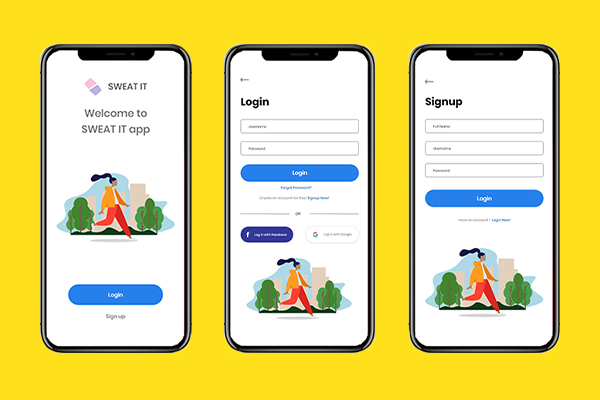 SWEAT IT
Welcome to
SWEAT IT app
Login
Sign up
Login
Username
Password
Login
Forgot Password?
Create an account for free! Signup Now!
OR
f Log in with Facebook
G Log in with Google
Signup
Full Name
Username
Password
Login
Have an account? Login Now!